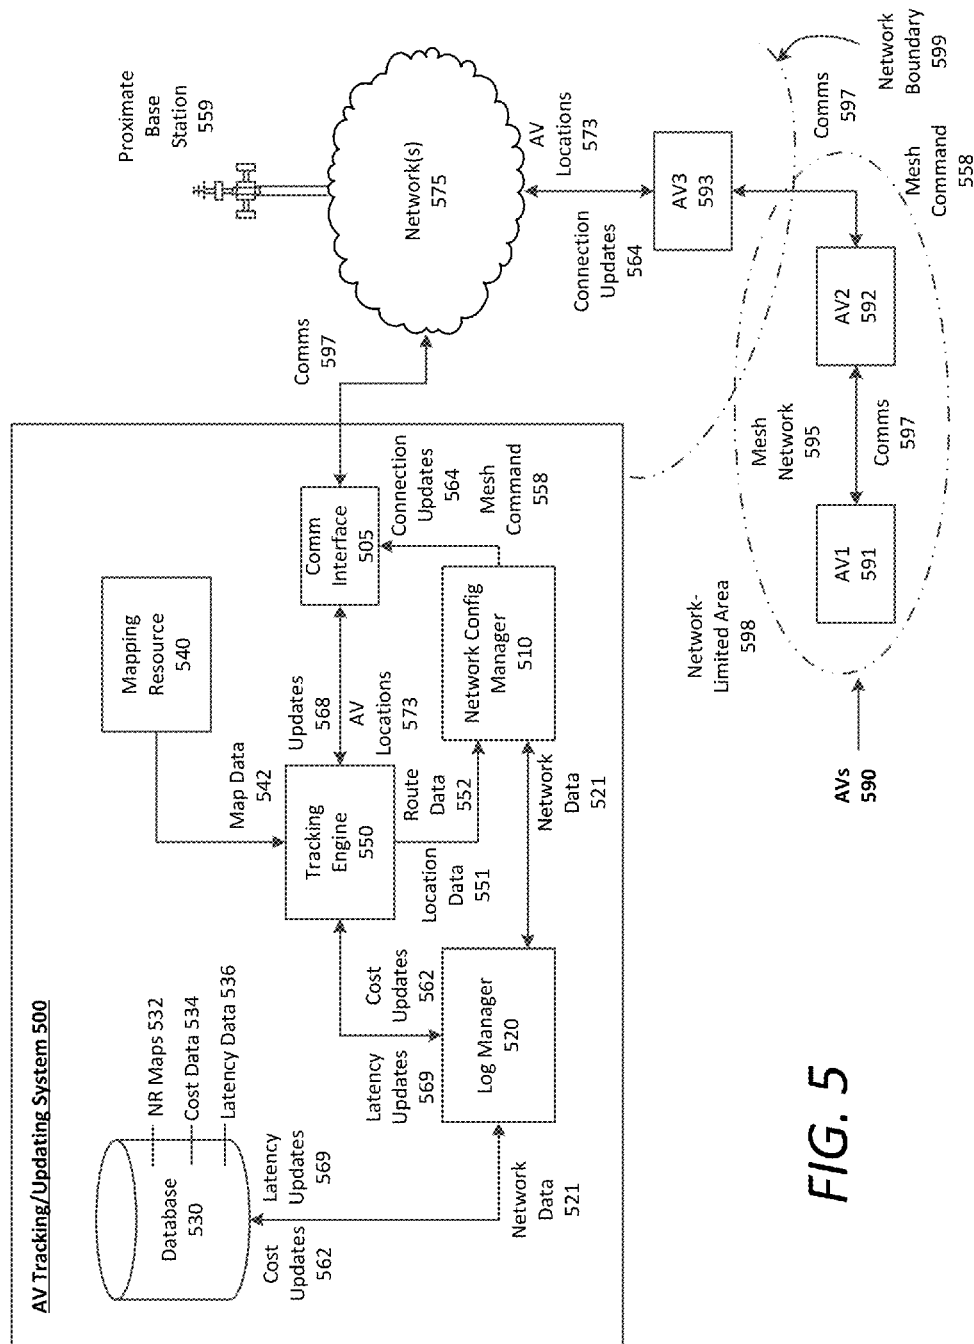 AV Tracking/Updating System 500
Database
530
NR Maps 532
Cost Data 534
Latency Data 536
Latency
Updates
569
Cost
Updates
562
Network
Data
521
Latency
Updates
569
Cost
Updates
562
Log Manager
520
Mapping
Resource
540
Map Data
542
Tracking
Engine
550
Location
Data
551
Route
Data
552
Updates
568
AV
Locations
573
Network
Data
521
Network Config
Manager
510
Comm
Interface
505
Connection
Updates
564
Mesh
Command
558
Comms
597
Proximate
Base
Station
559
Network(s)
575
AV
Locations
573
Connection
Updates
564
AV3
593
Comms
597
Network
Boundary
599
Mesh
Command
558
Network-
Limited Area
598
Mesh
Network
595
Comms
597
AV1
591
AV2
592
AVs
590
FIG. 5